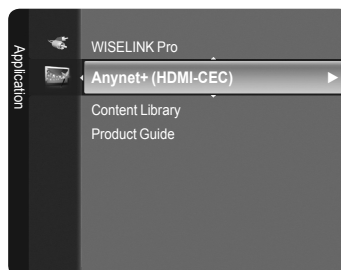 Application
WISELINK Pro
Anynet+ (HDMI-CEC)
Content Library
Product Guide